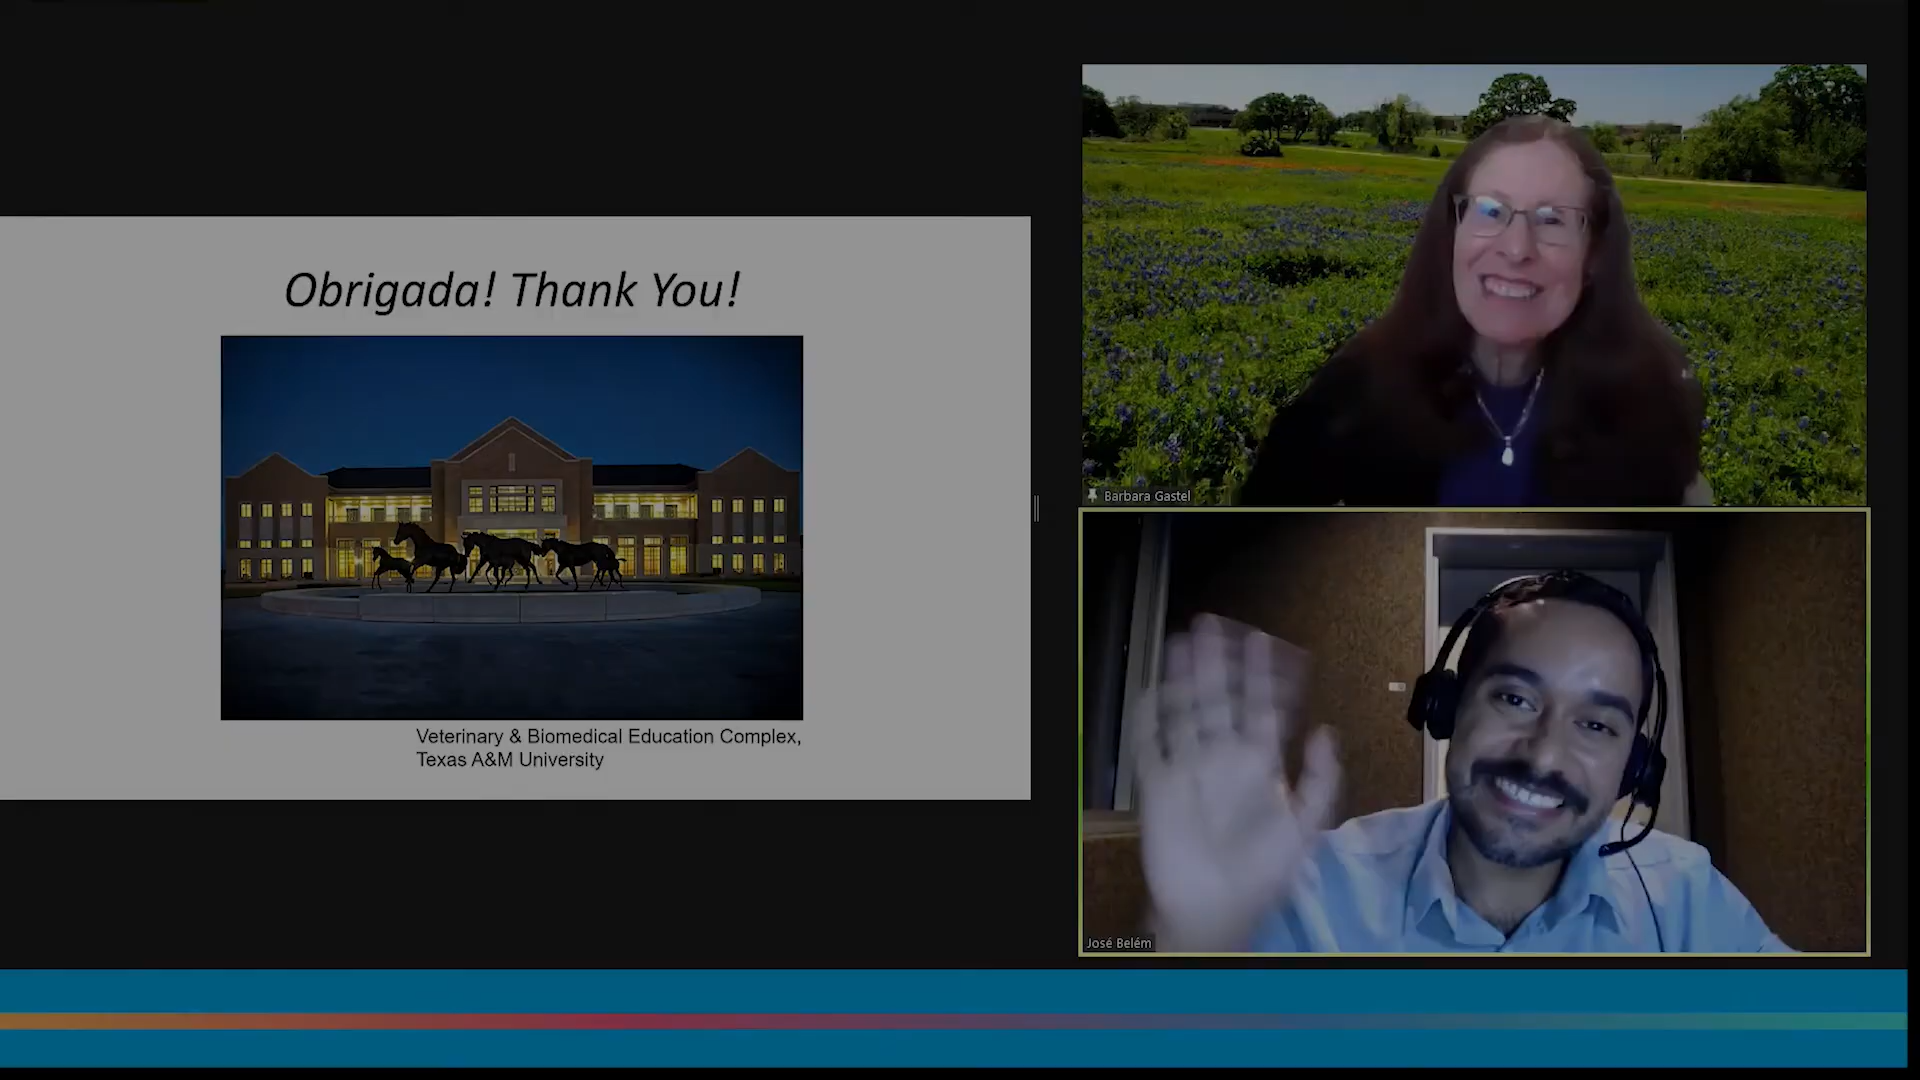 Obrigada! Thank You!
Veterinary & Biomedical Education Complex,
Texas A&M University
Barbara Gastel
José Belém